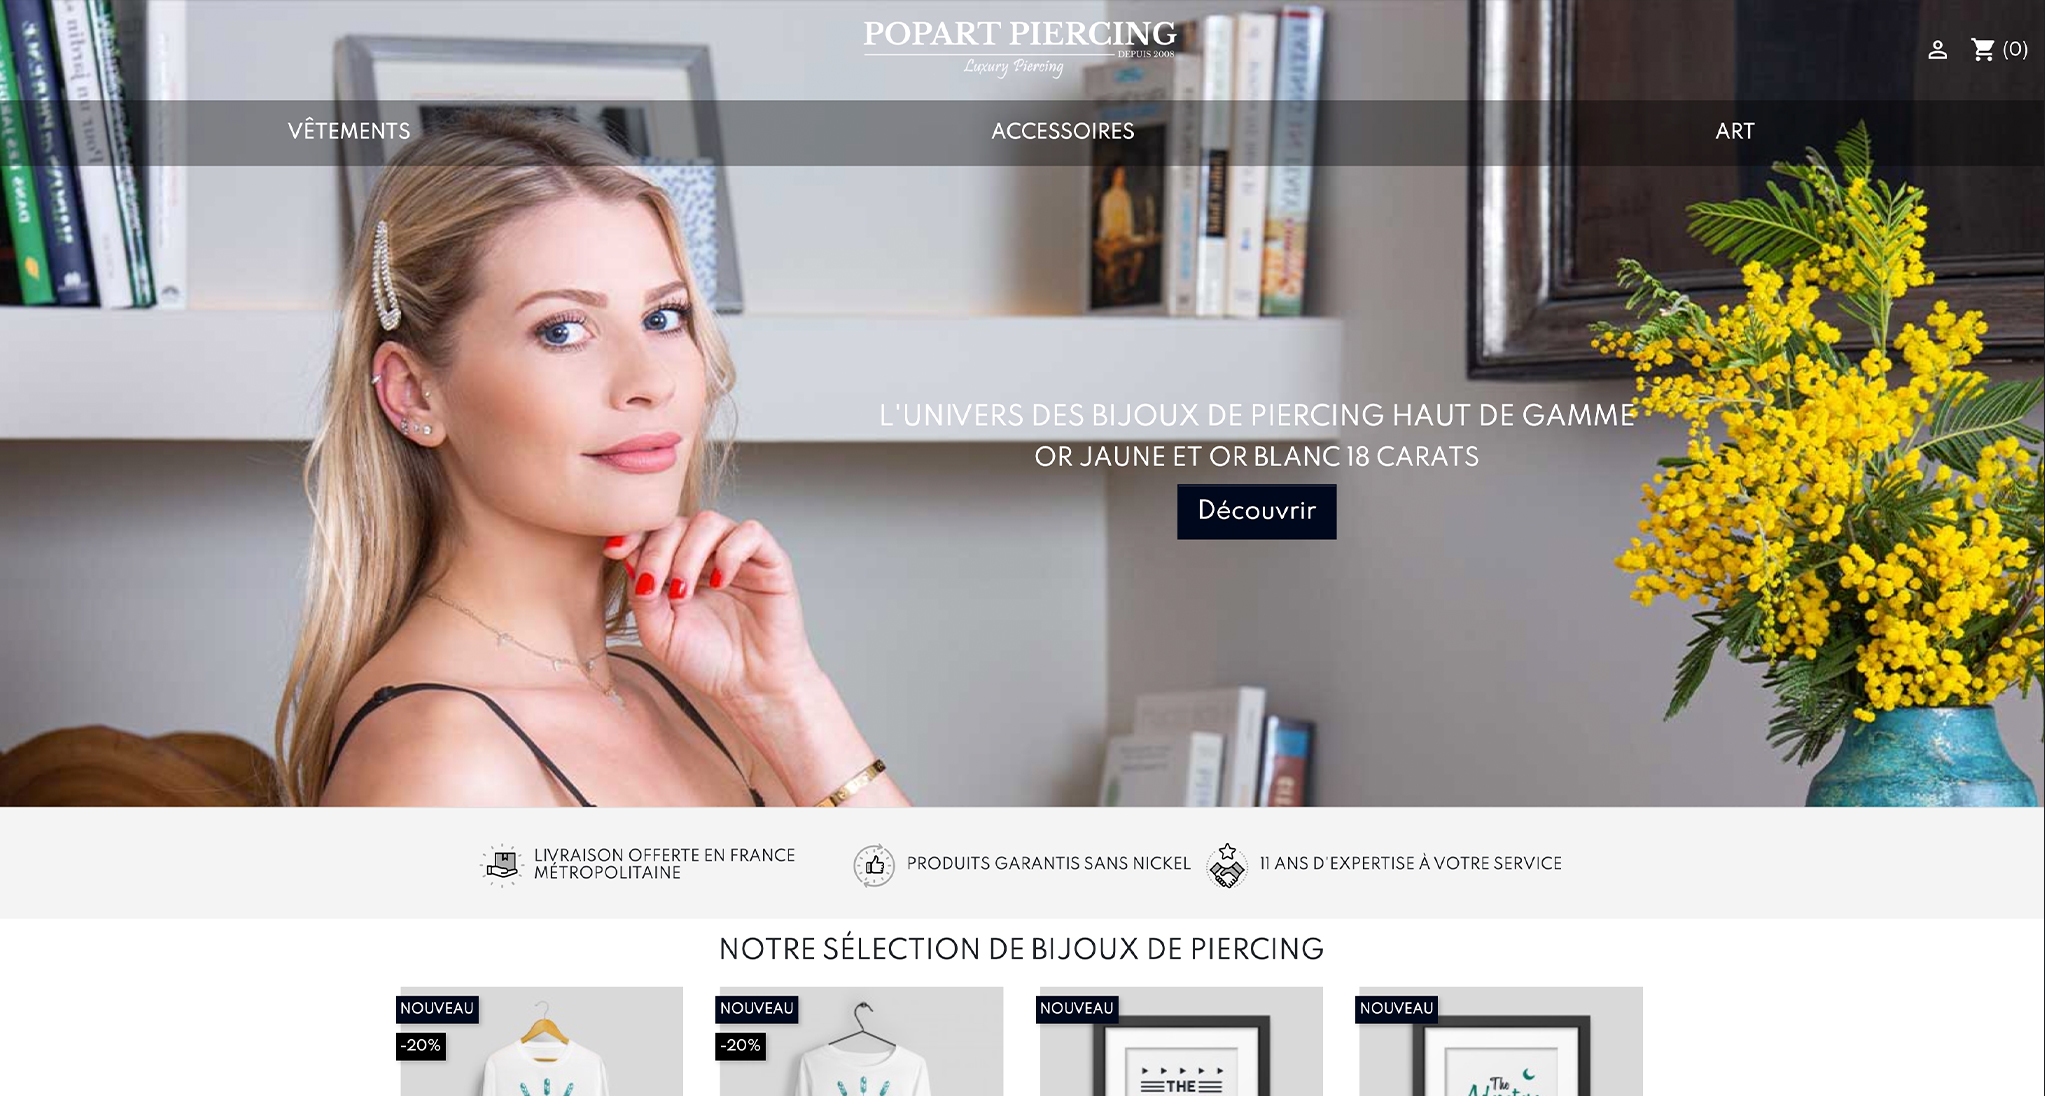 POPART PIERCING
DEPUIS 2008
Luxury Piercing
(0)
VÊTEMENTS
ACCESSOIRES
ART
L'UNIVERS DES BIJOUX DE PIERCING HAUT DE GAMME
OR JAUNE ET OR BLANC 18 CARATS
Découvrir
LIVRAISON OFFERTE EN FRANCE
MÉTROPOLITAINE
PRODUITS GARANTIS SANS NICKEL
11 ANS D'EXPERTISE À VOTRE SERVICE
NOTRE SÉLECTION DE BIJOUX DE PIERCING
NOUVEAU
-20%
NOUVEAU
-20%
NOUVEAU
THE
NOUVEAU
The